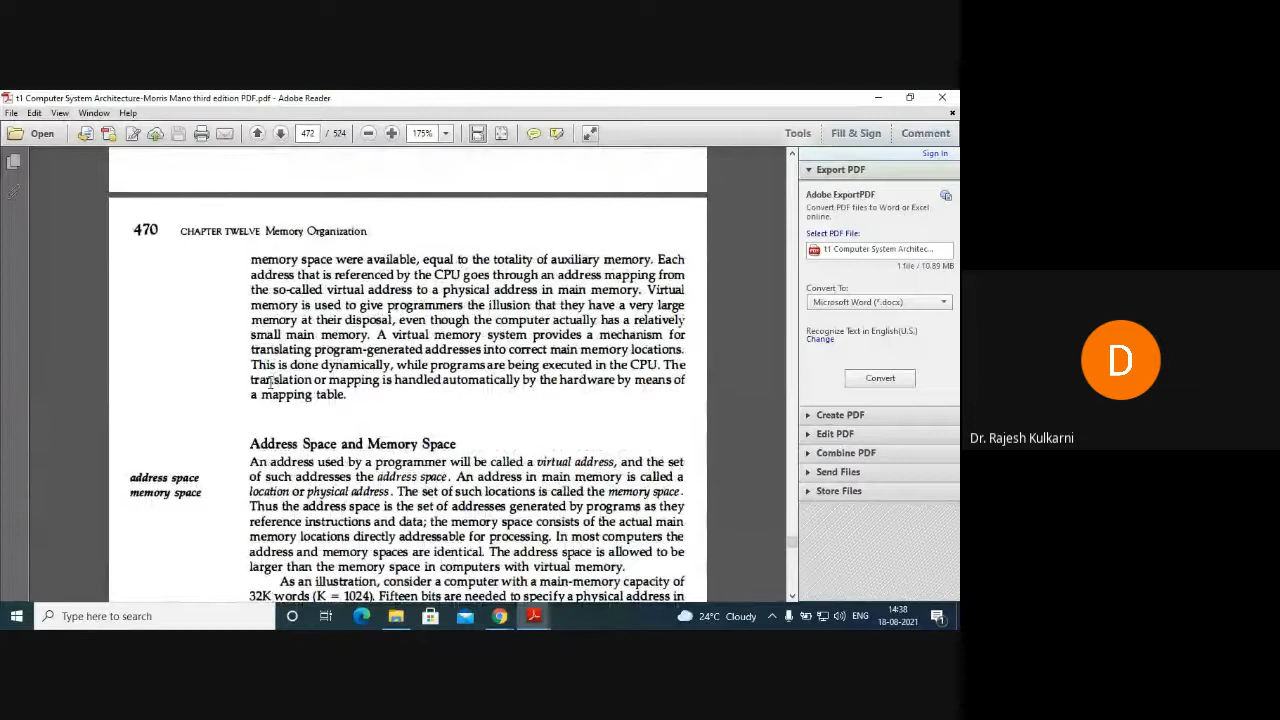 t1 Computer System Architecture-Morris Mano third edition PDF.pdf - Adobe Reader
File Edit View Window Help
Open 472 / 524 175% Tools Fill & Sign Comment
Sign In
Export PDF
Adobe ExportPDF
Convert PDF files to Word or Excel
online.
Select PDF File:
t1 Computer System Architec...
1 file / 10.89 MB
Convert To:
Microsoft Word (*.docx)
Recognize Text in English(U.S.)
Change
Convert
Create PDF
Edit PDF
Combine PDF
Send Files
Store Files
470 CHAPTER TWELVE Memory Organization
memory space were available, equal to the totality of auxiliary memory. Each
address that is referenced by the CPU goes through an address mapping from
the so-called virtual address to a physical address in main memory. Virtual
memory is used to give programmers the illusion that they have a very large
memory at their disposal, even though the computer actually has a relatively
small main memory. A virtual memory system provides a mechanism for
translating program-generated addresses into correct main memory locations.
This is done dynamically, while programs are being executed in the CPU. The
translation or mapping is handled automatically by the hardware by means of
a mapping table.
Address Space and Memory Space
address space
memory space
An address used by a programmer will be called a virtual address, and the set
of such addresses the address space. An address in main memory is called a
location or physical address. The set of such locations is called the memory space.
Thus the address space is the set of addresses generated by programs as they
reference instructions and data; the memory space consists of the actual main
memory locations directly addressable for processing. In most computers the
address and memory spaces are identical. The address space is allowed to be
larger than the memory space in computers with virtual memory.
As an illustration, consider a computer with a main-memory capacity of
32K words (K = 1024). Fifteen bits are needed to specify a physical address in
Type here to search
24°C Cloudy
ENG
14:38
18-08-2021
D
Dr. Rajesh Kulkarni